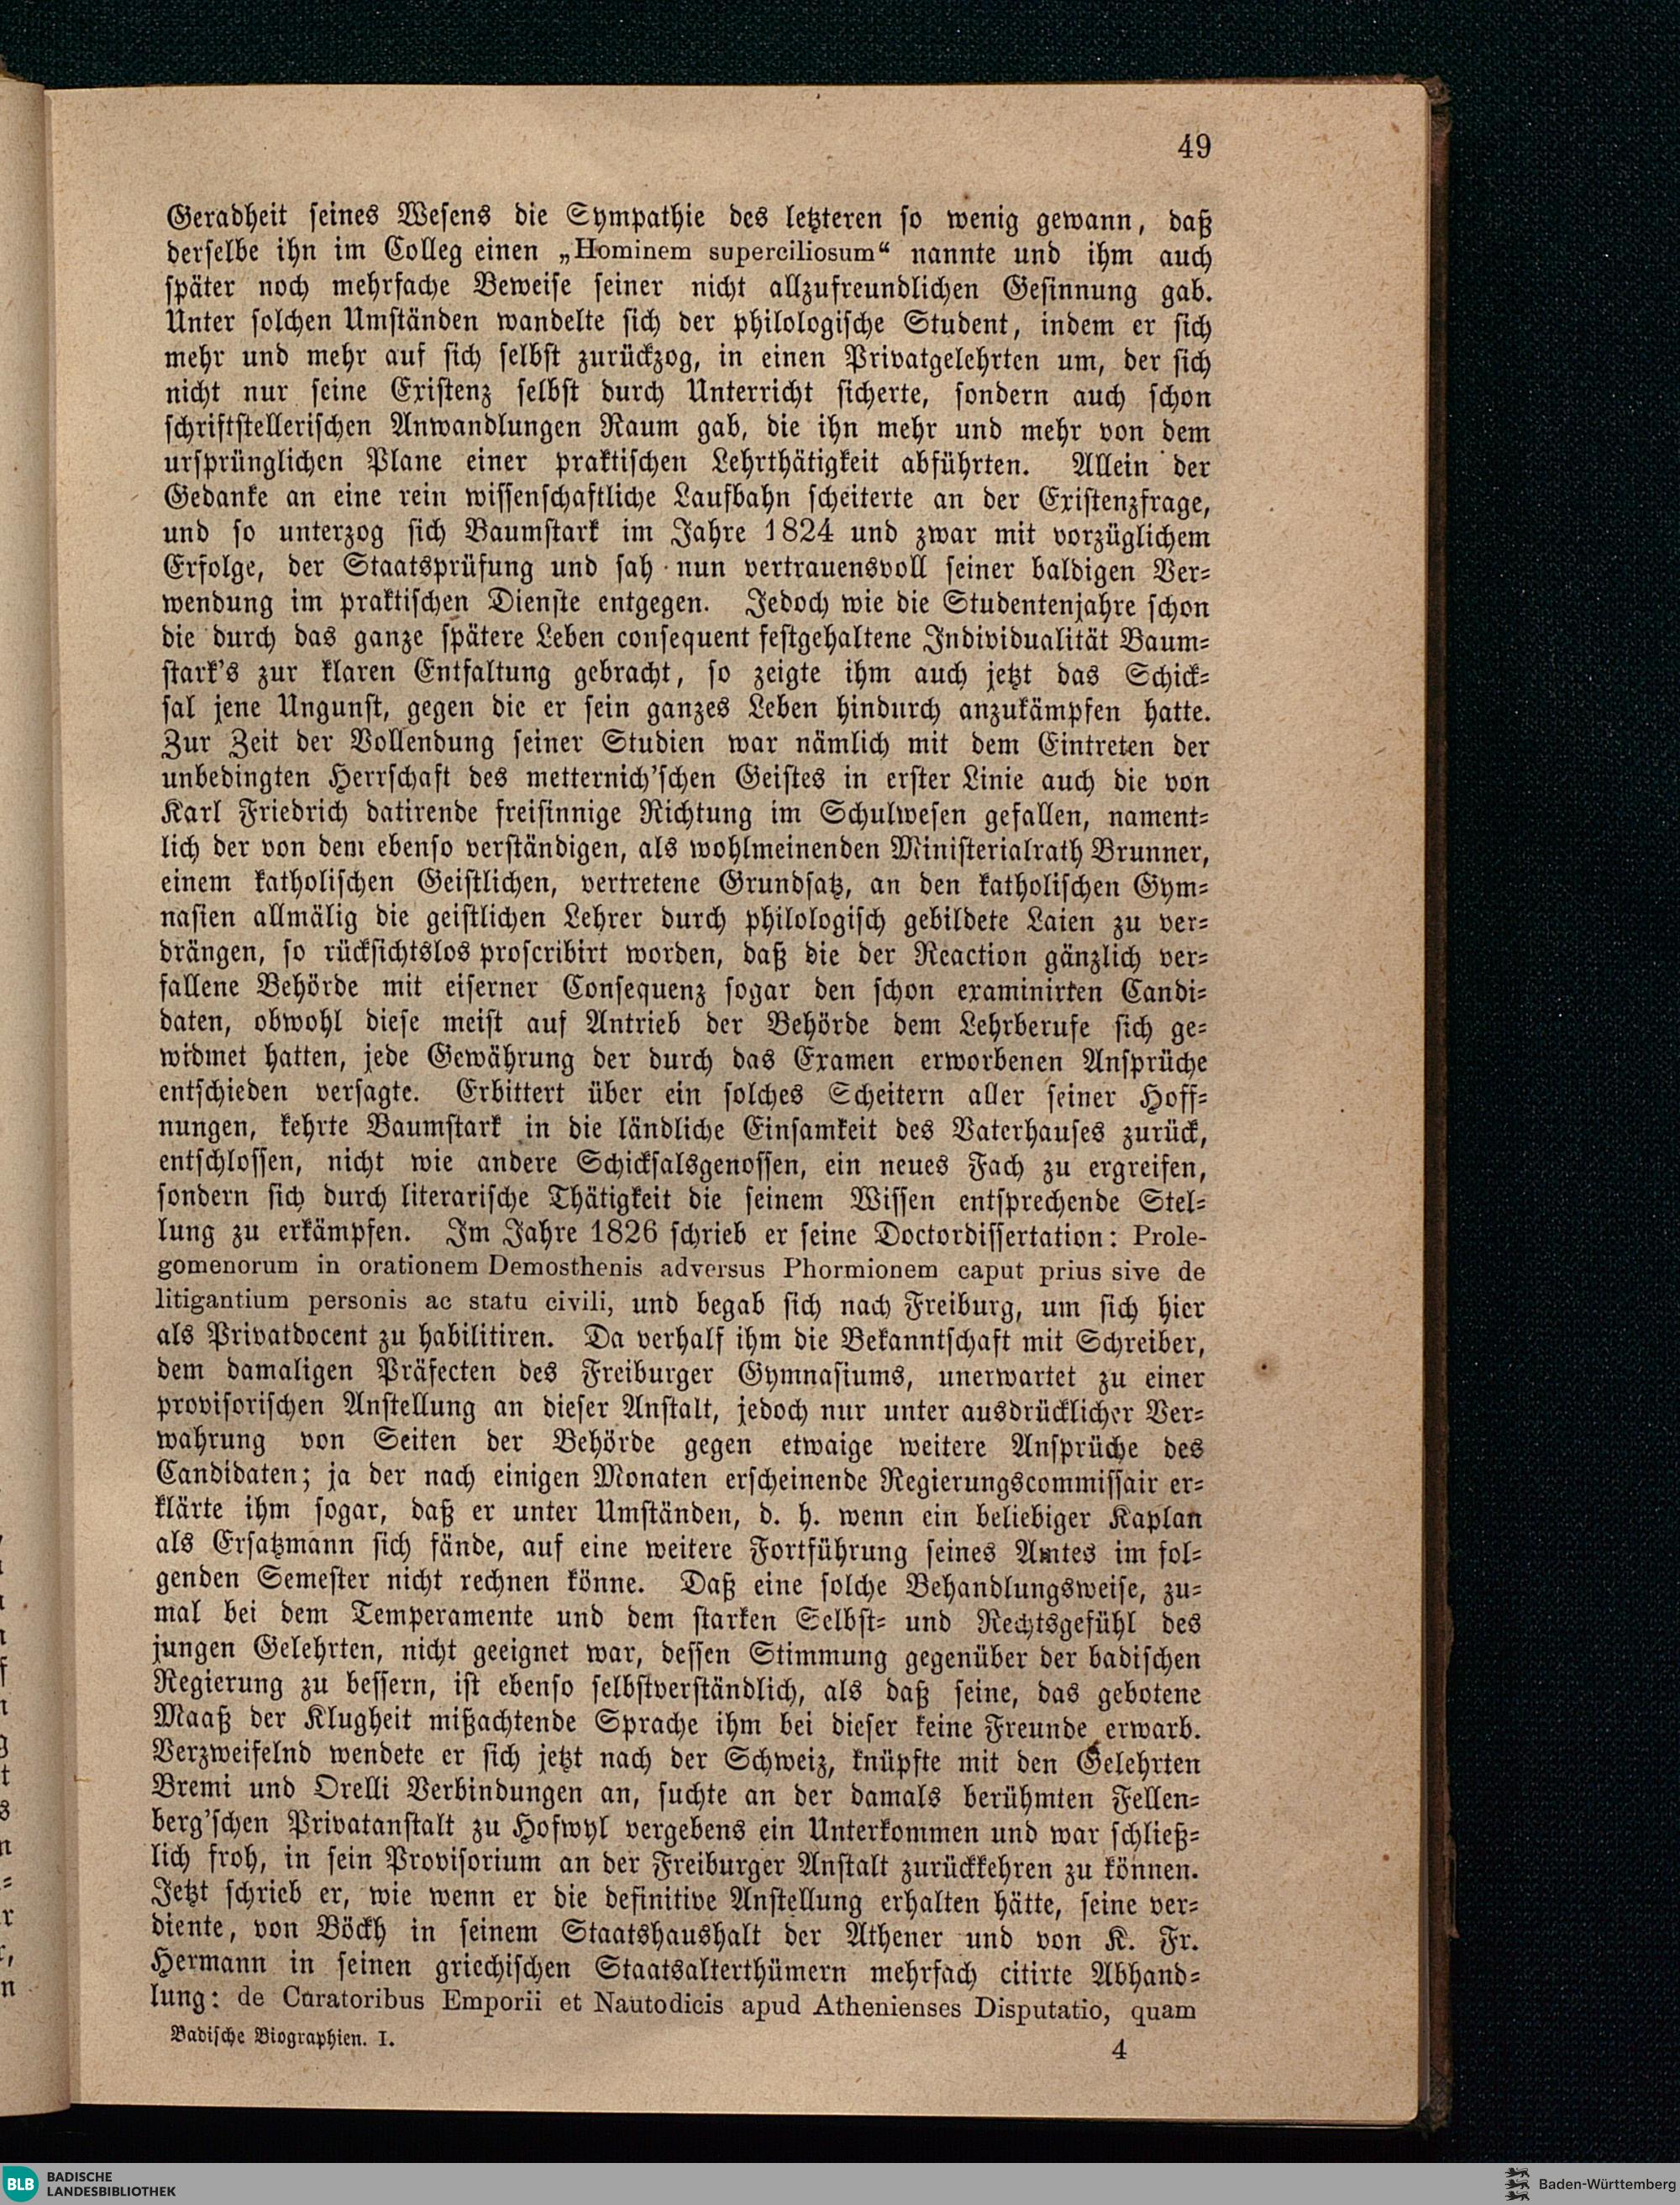 49
Geradheit seines Wesens die Sympathie des letzteren so wenig gewann, daß
derselbe ihn im Colleg einen „Hominem superciliosum“ nannte und ihm auch
später noch mehrfache Beweise seiner nicht allzufreundlichen Gesinnung gab.
Unter solchen Umständen wandelte sich der philologische Student, indem er sich
mehr und mehr auf sich selbst zurückzog, in einen Privatgelehrten um, der sich
nicht nur seine Existenz selbst durch Unterricht sicherte, sondern auch schon
schriftstellerischen Anwandlungen Raum gab, die ihn mehr und mehr von dem
ursprünglichen Plane einer praktischen Lehrthätigkeit abführten. Allein der
Gedanke an eine rein wissenschaftliche Laufbahn scheiterte an der Existenzfrage,
und so unterzog sich Baumstark im Jahre 1824 und zwar mit vorzüglichem
Erfolge, der Staatsprüfung und sah nun vertrauensvoll seiner baldigen Ver-
wendung im praktischen Dienste entgegen. Jedoch wie die Studentenjahre schon
die durch das ganze spätere Leben consequent festgehaltene Individualität Baum-
stark's zur klaren Entfaltung gebracht, so zeigte ihm auch jetzt das Schick-
sal jene Ungunst, gegen die er sein ganzes Leben hindurch anzukämpfen hatte.
Zur Zeit der Vollendung seiner Studien war nämlich mit dem Eintreten der
unbedingten Herrschaft des metternich'schen Geistes in erster Linie auch die von
Karl Friedrich datirende freisinnige Richtung im Schulwesen gefallen, nament-
lich der von dem ebenso verständigen, als wohlmeinenden Ministerialrath Brunner,
einem katholischen Geistlichen, vertretene Grundsatz, an den katholischen Gym-
nasien allmälig die geistlichen Lehrer durch philologisch gebildete Laien zu ver-
drängen, so rücksichtslos proscribirt worden, daß die der Reaction gänzlich ver-
fallene Behörde mit eiserner Consequenz sogar den schon examinirten Candi-
daten, obwohl diese meist auf Antrieb der Behörde dem Lehrberufe sich ge-
widmet hatten, jede Gewährung der durch das Examen erworbenen Ansprüche
entschieden versagte. Erbittert über ein solches Scheitern aller seiner Hoff-
nungen, kehrte Baumstark in die ländliche Einsamkeit des Vaterhauses zurück,
entschlossen, nicht wie andere Schicksalsgenossen, ein neues Fach zu ergreifen,
sondern sich durch literarische Thätigkeit die seinem Wissen entsprechende Stel-
lung zu erkämpfen. Im Jahre 1826 schrieb er seine Doctordissertation: Prole-
gomenorum in orationem Demosthenis adversus Phormionem caput prius sive de
litigantium personis ac statu civili, und begab sich nach Freiburg, um sich hier
als Privatdocent zu habilitiren. Da verhalf ihm die Bekanntschaft mit Schreiber,
dem damaligen Präfecten des Freiburger Gymnasiums, unerwartet zu einer
provisorischen Anstellung an dieser Anstalt, jedoch nur unter ausdrücklicher Ver-
wahrung von Seiten der Behörde gegen etwaige weitere Ansprüche des
Candidaten; ja der nach einigen Monaten erscheinende Regierungscommissair er-
klärte ihm sogar, daß er unter Umständen, d. h. wenn ein beliebiger Kaplan
als Ersatzmann sich fände, auf eine weitere Fortführung seines Amtes im fol-
genden Semester nicht rechnen könne. Daß eine solche Behandlungsweise, zu-
mal bei dem Temperamente und dem starken Selbst- und Rechtsgefühl des
jungen Gelehrten, nicht geeignet war, dessen Stimmung gegenüber der badischen
Regierung zu bessern, ist ebenso selbstverständlich, als daß seine, das gebotene
Maaß der Klugheit mißachtende Sprache ihm bei dieser keine Freunde erwarb.
Verzweifelnd wendete er sich jetzt nach der Schweiz, knüpfte mit den Gelehrten
Bremi und Orelli Verbindungen an, suchte an der damals berühmten Fellen-
berg'schen Privatanstalt zu Hofwyl vergebens ein Unterkommen und war schließ-
lich froh, in sein Provisorium an der Freiburger Anstalt zurückkehren zu können.
Jetzt schrieb er, wie wenn er die definitive Anstellung erhalten hätte, seine ver-
diente, von Böckh in seinem Staatshaushalt der Athener und von K. Fr.
Hermann in seinen griechischen Staatsalterthümern mehrfach citirte Abhand-
lung: de Curatoribus Emporii et Nautodicis apud Athenienses Disputatio, quam
Badische Biographien. I.
4
BLB BADISCHE
LANDESBIBLIOTHEK
Baden-Württemberg